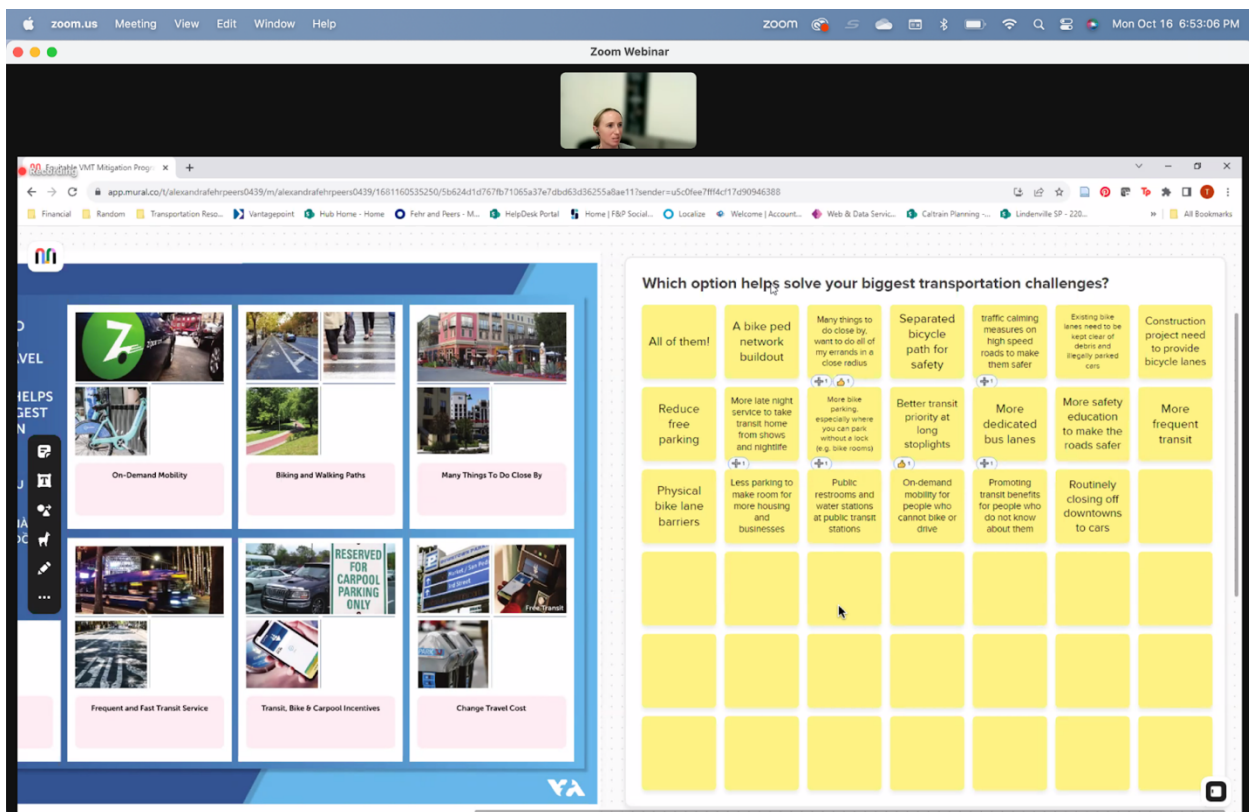 zoom.us Meeting View Edit Window Help
zoom
Mon Oct 16 6:53:06 PM
Zoom Webinar
Recording
Equitable VMT Mitigation Progr
app.mural.co/t/alexandrafehrpeers0439/m/alexandrafehrpeers0439/1681160535250/5b624d1d767fb71065a37e7dbd63d36255a8ae11?sender=u5c0fee7fff4cf17d90946388
Financial
Random
Transportation Reso...
Vantagepoint
Hub Home - Home
Fehr and Peers - M...
HelpDesk Portal
Home | F&P Social...
Localize
Welcome | Account...
Web & Data Servic...
Caltrain Planning -...
Lindenville SP - 220...
All Bookmarks
VEL
HELPS
GEST
On-Demand Mobility
Biking and Walking Paths
Many Things To Do Close By
RESERVED
FOR
CARPOOL
PARKING
ONLY
3rd Street
Free Transit
Frequent and Fast Transit Service
Transit, Bike & Carpool Incentives
Change Travel Cost
Which option helps solve your biggest transportation challenges?
All of them!
A bike ped
network
buildout
Many things to
do close by,
want to do all of
my errands in a
close radius
Separated
bicycle
path for
safety
traffic calming
measures on
high speed
roads to make
them safer
Existing bike
lanes need to be
kept clear of
debris and
illegally parked
cars
Construction
project need
to provide
bicycle lanes
Reduce
free
parking
More late night
service to take
transit home
from shows
and nightlife
More bike
parking,
especially where
you can park
without a lock
(e.g. bike rooms)
Better transit
priority at
long
stoplights
More
dedicated
bus lanes
More safety
education
to make the
roads safer
More
frequent
transit
Physical
bike lane
barriers
Less parking to
make room for
more housing
and
businesses
Public
restrooms and
water stations
at public transit
stations
On-demand
mobility for
people who
cannot bike or
drive
Promoting
transit benefits
for people who
do not know
about them
Routinely
closing off
downtowns
to cars